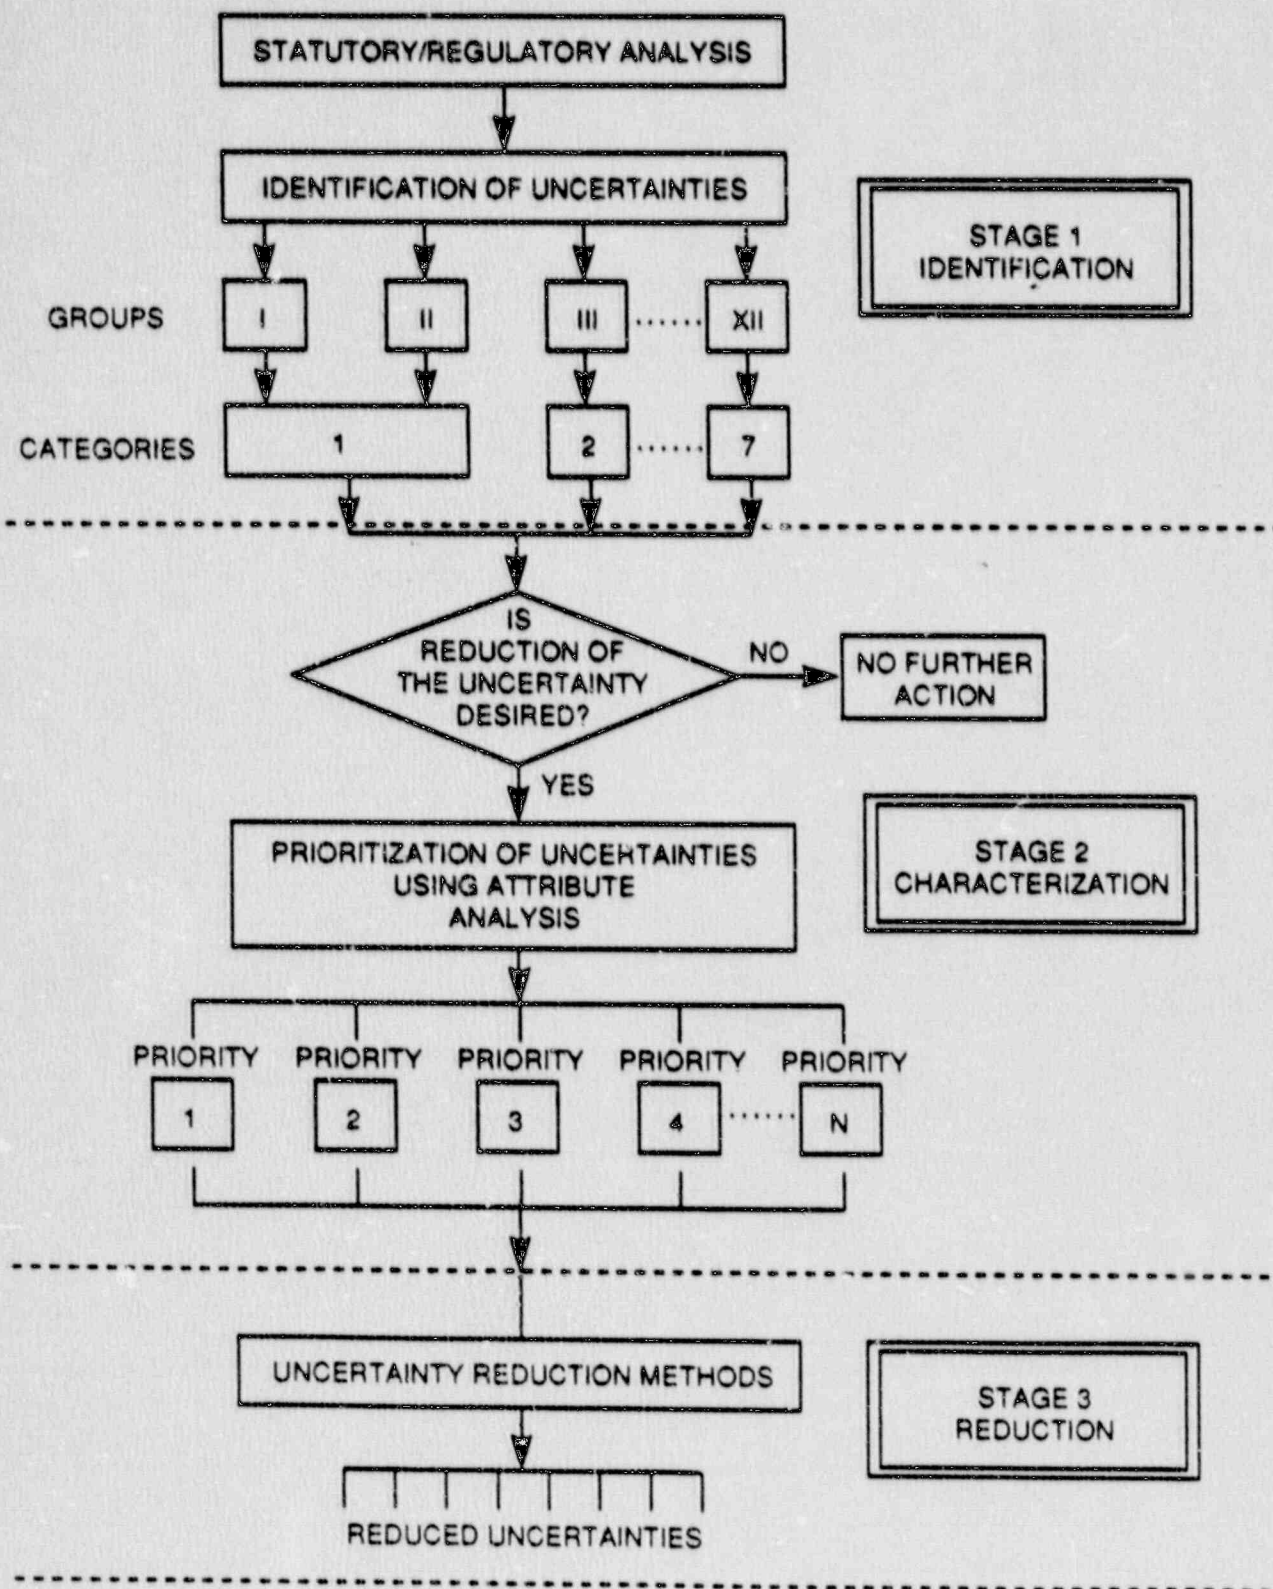 STATUTORY/REGULATORY ANALYSIS
IDENTIFICATION OF UNCERTAINTIES
STAGE 1
IDENTIFICATION
GROUPS
I
II
III ...... XII
CATEGORIES
1
2 ...... 7
IS
REDUCTION OF
THE UNCERTAINTY
DESIRED?
NO
NO FURTHER
ACTION
YES
PRIORITIZATION OF UNCERTAINTIES
USING ATTRIBUTE
ANALYSIS
STAGE 2
CHARACTERIZATION
PRIORITY PRIORITY PRIORITY PRIORITY PRIORITY
1 2 3 4 ...... N
UNCERTAINTY REDUCTION METHODS
STAGE 3
REDUCTION
REDUCED UNCERTAINTIES